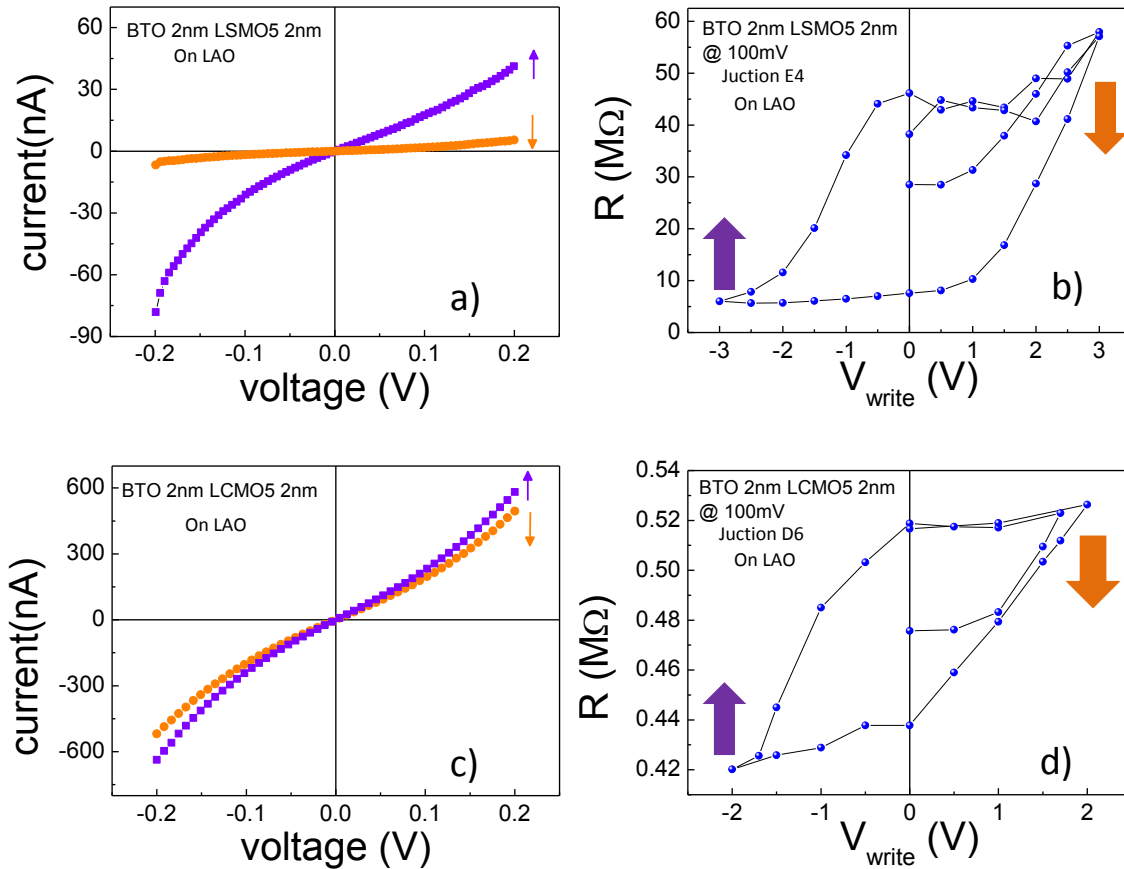 BTO 2nm LSMO5 2nm
On LAO
60
30
0
-30
-60
-90
current(nA)
-0.2
-0.1
0.0
0.1
0.2
voltage (V)
a)
BTO 2nm LSMO5 2nm
@ 100mV
Juction E4
On LAO
60
50
40
30
20
10
0
R (MΩ)
-3
-2
-1
0
1
2
3
Vwrite (V)
b)
BTO 2nm LCMO5 2nm
On LAO
600
300
0
-300
-600
current(nA)
-0.2
-0.1
0.0
0.1
0.2
voltage (V)
c)
BTO 2nm LCMO5 2nm
@ 100mV
Juction D6
On LAO
0.54
0.52
0.50
0.48
0.46
0.44
0.42
R (MΩ)
-2
-1
0
1
2
Vwrite (V)
d)